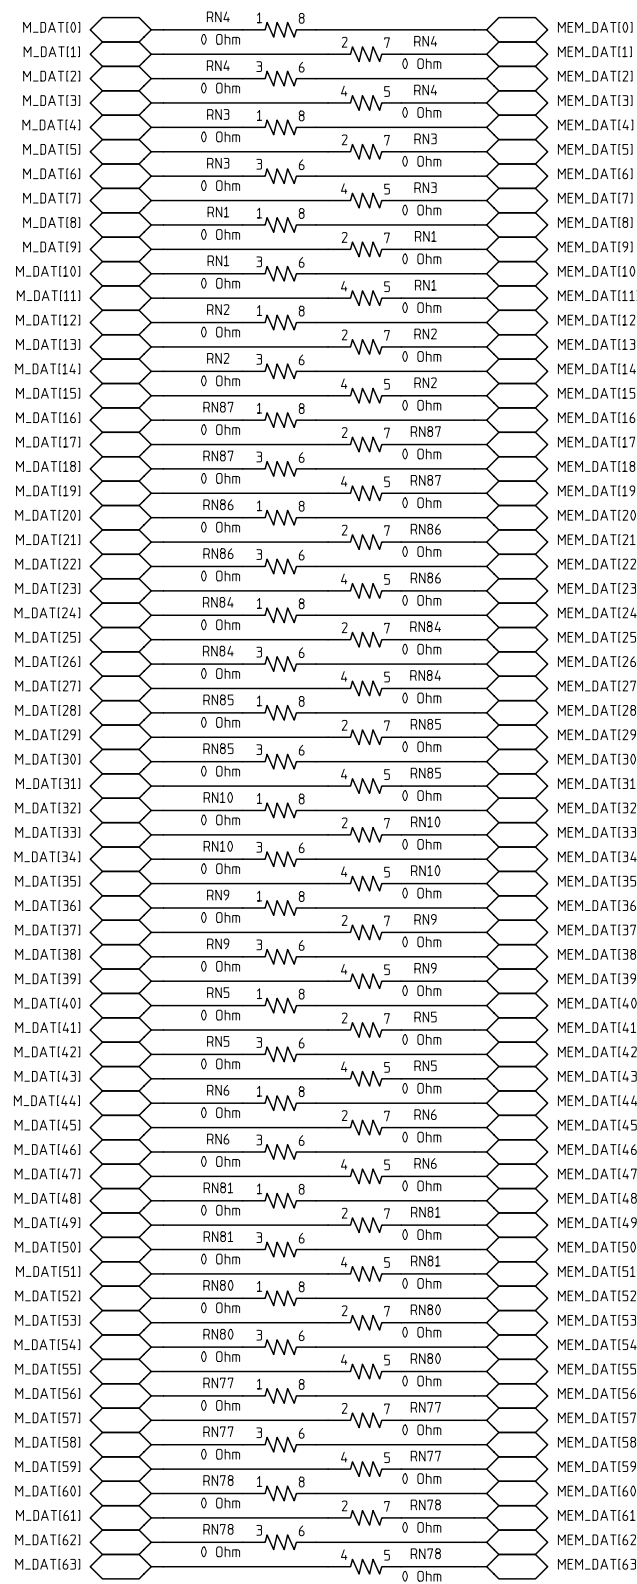 M_DAT[0] RN4 1 8 0 Ohm MEM_DAT[0]
M_DAT[1] 2 7 RN4 0 Ohm MEM_DAT[1]
M_DAT[2] RN4 3 6 0 Ohm MEM_DAT[2]
M_DAT[3] 4 5 RN4 0 Ohm MEM_DAT[3]
M_DAT[4] RN3 1 8 0 Ohm MEM_DAT[4]
M_DAT[5] 2 7 RN3 0 Ohm MEM_DAT[5]
M_DAT[6] RN3 3 6 0 Ohm MEM_DAT[6]
M_DAT[7] 4 5 RN3 0 Ohm MEM_DAT[7]
M_DAT[8] RN1 1 8 0 Ohm MEM_DAT[8]
M_DAT[9] 2 7 RN1 0 Ohm MEM_DAT[9]
M_DAT[10] RN1 3 6 0 Ohm MEM_DAT[10
M_DAT[11] 4 5 RN1 0 Ohm MEM_DAT[11
M_DAT[12] RN2 1 8 0 Ohm MEM_DAT[12
M_DAT[13] 2 7 RN2 0 Ohm MEM_DAT[13
M_DAT[14] RN2 3 6 0 Ohm MEM_DAT[14
M_DAT[15] 4 5 RN2 0 Ohm MEM_DAT[15
M_DAT[16] RN87 1 8 0 Ohm MEM_DAT[16
M_DAT[17] 2 7 RN87 0 Ohm MEM_DAT[17
M_DAT[18] RN87 3 6 0 Ohm MEM_DAT[18
M_DAT[19] 4 5 RN87 0 Ohm MEM_DAT[19
M_DAT[20] RN86 1 8 0 Ohm MEM_DAT[20
M_DAT[21] 2 7 RN86 0 Ohm MEM_DAT[21
M_DAT[22] RN86 3 6 0 Ohm MEM_DAT[22
M_DAT[23] 4 5 RN86 0 Ohm MEM_DAT[23
M_DAT[24] RN84 1 8 0 Ohm MEM_DAT[24
M_DAT[25] 2 7 RN84 0 Ohm MEM_DAT[25
M_DAT[26] RN84 3 6 0 Ohm MEM_DAT[26
M_DAT[27] 4 5 RN84 0 Ohm MEM_DAT[27
M_DAT[28] RN85 1 8 0 Ohm MEM_DAT[28
M_DAT[29] 2 7 RN85 0 Ohm MEM_DAT[29
M_DAT[30] RN85 3 6 0 Ohm MEM_DAT[30
M_DAT[31] 4 5 RN85 0 Ohm MEM_DAT[31
M_DAT[32] RN10 1 8 0 Ohm MEM_DAT[32
M_DAT[33] 2 7 RN10 0 Ohm MEM_DAT[33
M_DAT[34] RN10 3 6 0 Ohm MEM_DAT[34
M_DAT[35] 4 5 RN10 0 Ohm MEM_DAT[35
M_DAT[36] RN9 1 8 0 Ohm MEM_DAT[36
M_DAT[37] 2 7 RN9 0 Ohm MEM_DAT[37
M_DAT[38] RN9 3 6 0 Ohm MEM_DAT[38
M_DAT[39] 4 5 RN9 0 Ohm MEM_DAT[39
M_DAT[40] RN5 1 8 0 Ohm MEM_DAT[40
M_DAT[41] 2 7 RN5 0 Ohm MEM_DAT[41
M_DAT[42] RN5 3 6 0 Ohm MEM_DAT[42
M_DAT[43] 4 5 RN5 0 Ohm MEM_DAT[43
M_DAT[44] RN6 1 8 0 Ohm MEM_DAT[44
M_DAT[45] 2 7 RN6 0 Ohm MEM_DAT[45
M_DAT[46] RN6 3 6 0 Ohm MEM_DAT[46
M_DAT[47] 4 5 RN6 0 Ohm MEM_DAT[47
M_DAT[48] RN81 1 8 0 Ohm MEM_DAT[48
M_DAT[49] 2 7 RN81 0 Ohm MEM_DAT[49
M_DAT[50] RN81 3 6 0 Ohm MEM_DAT[50
M_DAT[51] 4 5 RN81 0 Ohm MEM_DAT[51
M_DAT[52] RN80 1 8 0 Ohm MEM_DAT[52
M_DAT[53] 2 7 RN80 0 Ohm MEM_DAT[53
M_DAT[54] RN80 3 6 0 Ohm MEM_DAT[54
M_DAT[55] 4 5 RN80 0 Ohm MEM_DAT[55
M_DAT[56] RN77 1 8 0 Ohm MEM_DAT[56
M_DAT[57] 2 7 RN77 0 Ohm MEM_DAT[57
M_DAT[58] RN77 3 6 0 Ohm MEM_DAT[58
M_DAT[59] 4 5 RN77 0 Ohm MEM_DAT[59
M_DAT[60] RN78 1 8 0 Ohm MEM_DAT[60
M_DAT[61] 2 7 RN78 0 Ohm MEM_DAT[61
M_DAT[62] RN78 3 6 0 Ohm MEM_DAT[62
M_DAT[63] 4 5 RN78 0 Ohm MEM_DAT[63